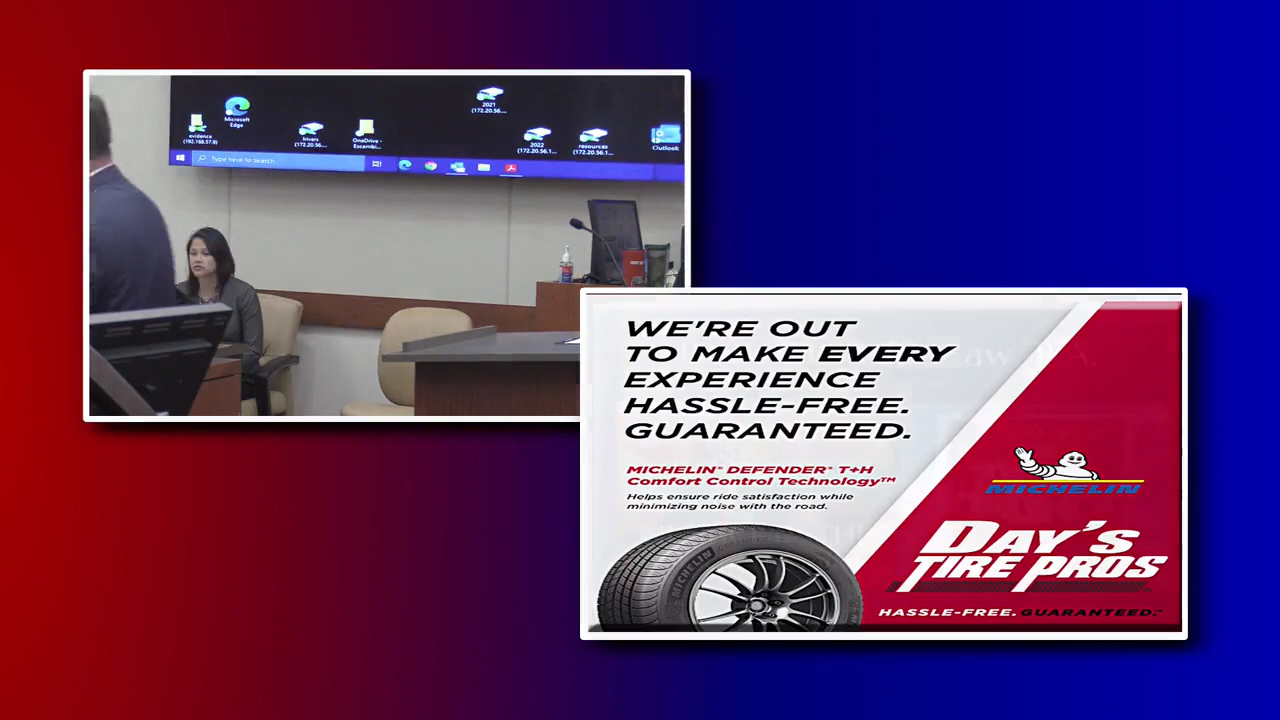 2021
(172.20.56....
Microsoft
Edge
evidence
(192.168.57.9)
(172.20.56....
OneDrive -
Escambi...
2022
(172.20.56.1...
resources
(172.20.56.1...
Outlook
Type here to search
WE'RE OUT
TO MAKE EVERY
EXPERIENCE
HASSLE-FREE.
GUARANTEED.
MICHELIN® DEFENDER® T+H
Comfort Control Technology™
Helps ensure ride satisfaction while
minimizing noise with the road.
MICHELIN
MICHELIN
DAY'S
TIRE PROS
HASSLE-FREE. GUARANTEED.™